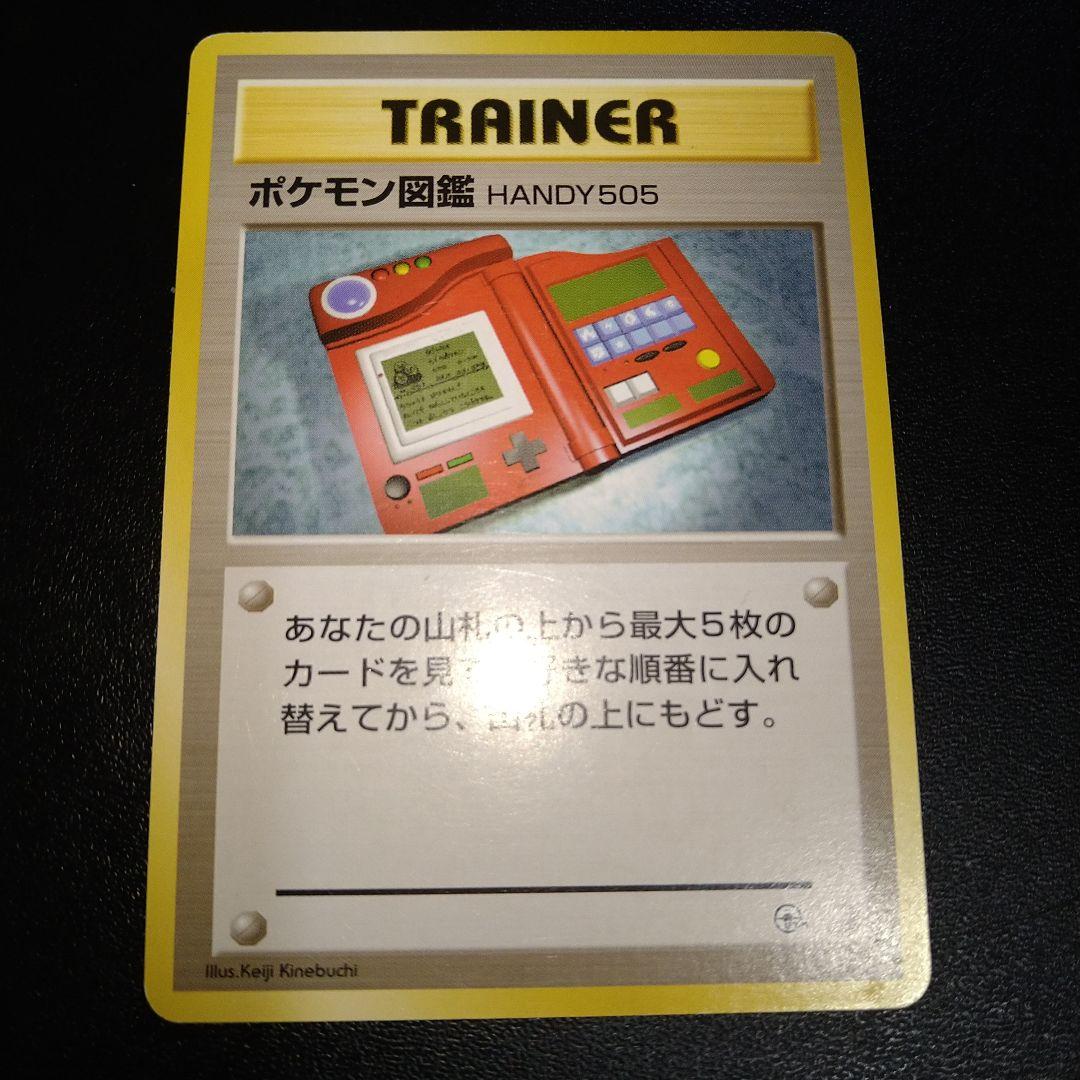 TRAINER
ポケモン図鑑 HANDY505
あなたの山札の上から最大5枚の
カードを見て、好きな順番に入れ
替えてから、山札の上にもどす。
Illus.Keiji Kinebuchi